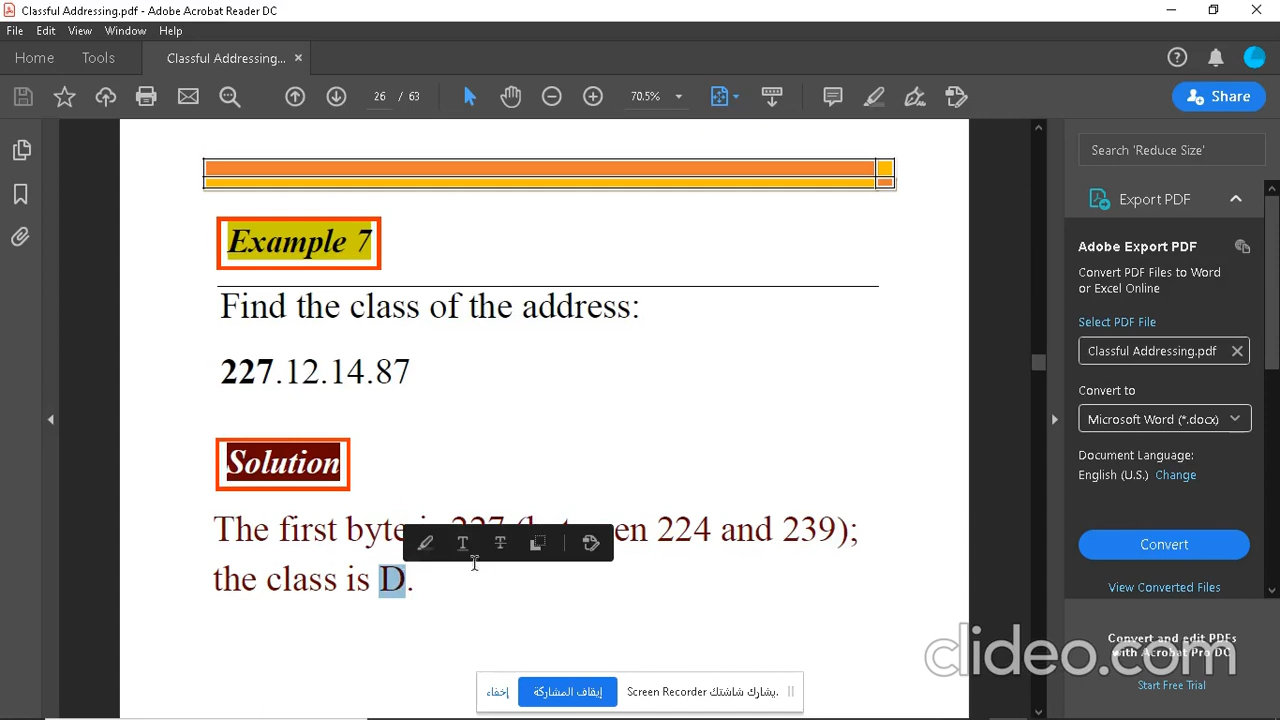 Classful Addressing.pdf - Adobe Acrobat Reader DC
File Edit View Window Help
Home Tools Classful Addressing... ×
26 / 63 70.5% Share
Search 'Reduce Size'
Export PDF
Adobe Export PDF
Convert PDF Files to Word
or Excel Online
Select PDF File
Classful Addressing.pdf
Convert to
Microsoft Word (*.docx)
Document Language:
English (U.S.) Change
Convert
View Converted Files
Convert and edit PDFs
with Acrobat Pro DC
Start Free Trial
Example 7
Find the class of the address:
227.12.14.87
Solution
The first byte is 227 (between 224 and 239);
the class is D.
clideo.com
يشارك شاشتك Screen Recorder. إيقاف المشاركة إخفاء